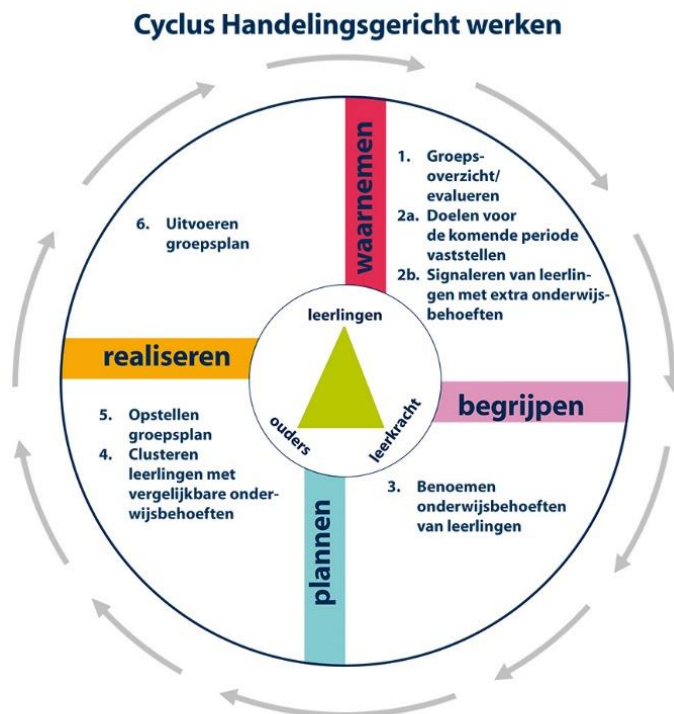 Cyclus Handelingsgericht werken
waarnemen
1. Groeps-
overzicht/
evalueren
2a. Doelen voor
de komende periode
vaststellen
2b. Signaleren van leerlin-
gen met extra onderwijs-
behoeften
begrijpen
3. Benoemen
onderwijsbehoeften
van leerlingen
plannen
5. Opstellen
groepsplan
4. Clusteren
leerlingen met
vergelijkbare onder-
wijsbehoeften
realiseren
6. Uitvoeren
groepsplan
leerlingen
ouders
leerkracht